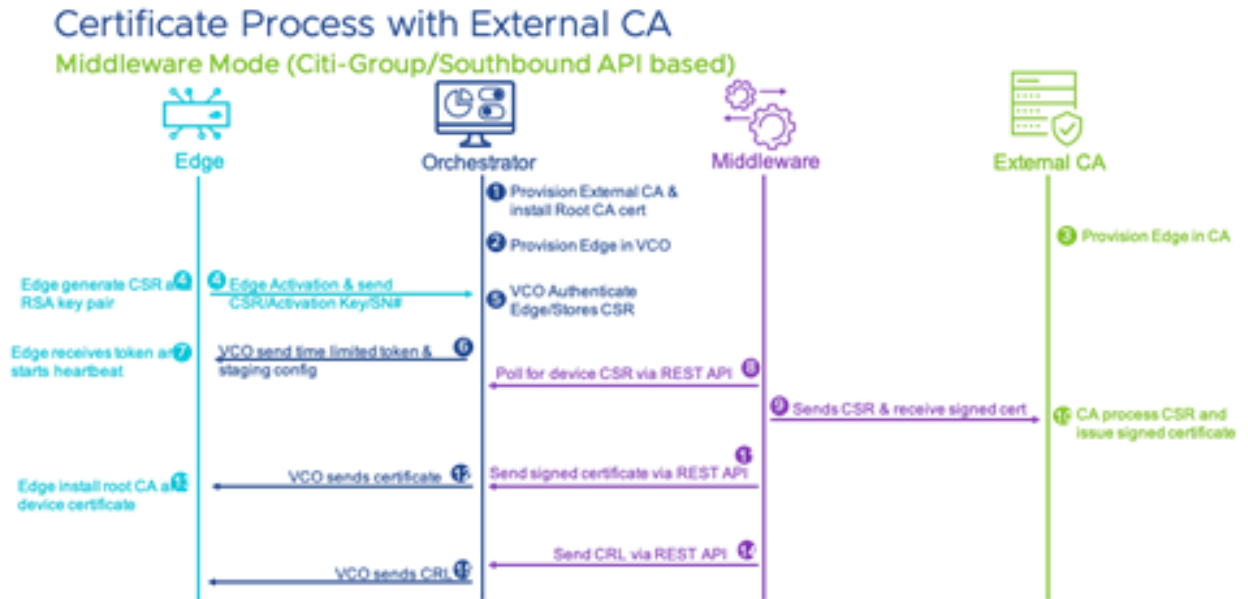 Certificate Process with External CA
Middleware Mode (Citi-Group/Southbound API based)
Edge
Orchestrator
Middleware
External CA
1 Provision External CA &
install Root CA cert
2 Provision Edge in VCO
3 Provision Edge in CA
Edge generate CSR a
RSA key pair
4
4 Edge Activation & send
CSR/Activation Key/SN#
5 VCO Authenticate
Edge/Stores CSR
VCO send time limited token &
staging config
6
Edge receives token an
starts heartbeat
7
Poll for device CSR via REST API 8
9 Sends CSR & receive signed cert
CA process CSR and
issue signed certificate
Send signed certificate via REST API
VCO sends certificate
Edge install root CA a
device certificate
Send CRL via REST API 14
VCO sends CRL